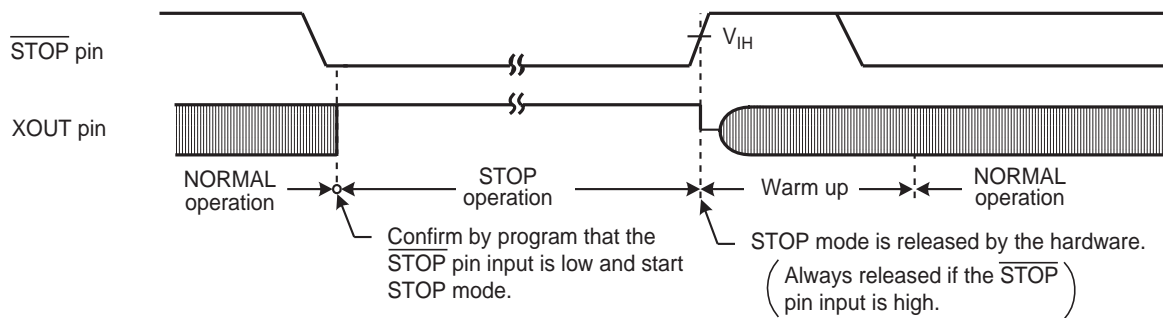 STOP pin
VIH
XOUT pin
NORMAL
operation
STOP
operation
Warm up
NORMAL
operation
Confirm by program that the
STOP pin input is low and start
STOP mode.
STOP mode is released by the hardware.
(Always released if the STOP
pin input is high.)